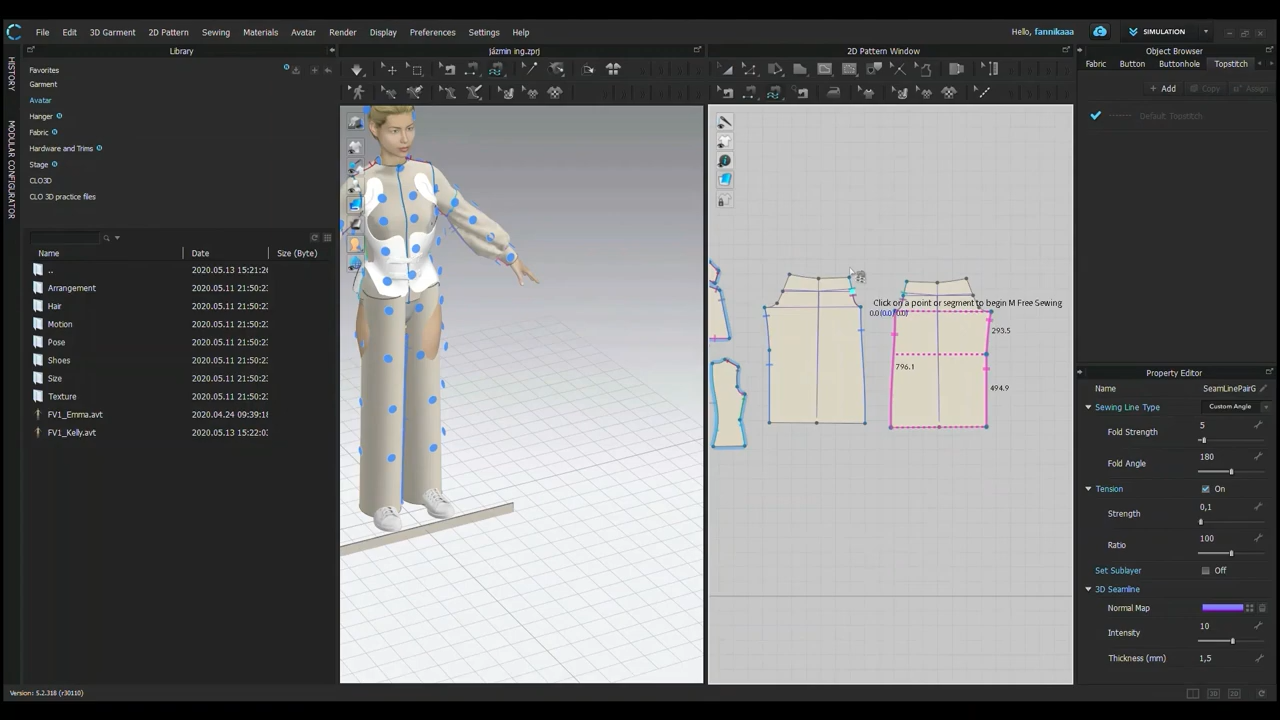 File Edit 3D Garment 2D Pattern Sewing Materials Avatar Render Display Preferences Settings Help
Hello, fannikaaa
SIMULATION
Library
Jázmin ing.zprj
2D Pattern Window
Object Browser
HISTORY
MODULAR CONFIGURATOR
Favorites
Garment
Avatar
Hanger
Fabric
Hardware and Trims
Stage
CLO3D
CLO 3D practice files
Fabric Button Buttonhole Topstitch
Add Copy Assign
Default Topstitch
Name Date Size (Byte)
.. 2020.05.13 15:21:26
Arrangement 2020.05.11 21:50:2
Hair 2020.05.11 21:50:2
Motion 2020.05.11 21:50:2
Pose 2020.05.11 21:50:2
Shoes 2020.05.11 21:50:2
Size 2020.05.11 21:50:2
Texture 2020.05.11 21:50:2
FV1_Emma.avt 2020.04.24 09:39:1
FV1_Kelly.avt 2020.05.13 15:22:0
Click on a point or segment to begin M Free Sewing
293.5
796.1
494.9
Property Editor
Name SeamLinePairG
Sewing Line Type Custom Angle
Fold Strength 5
Fold Angle 180
Tension On
Strength 0,1
Ratio 100
Set Sublayer Off
3D Seamline
Normal Map
Intensity 10
Thickness (mm) 1,5
Version: 5.2.318 (r30110)